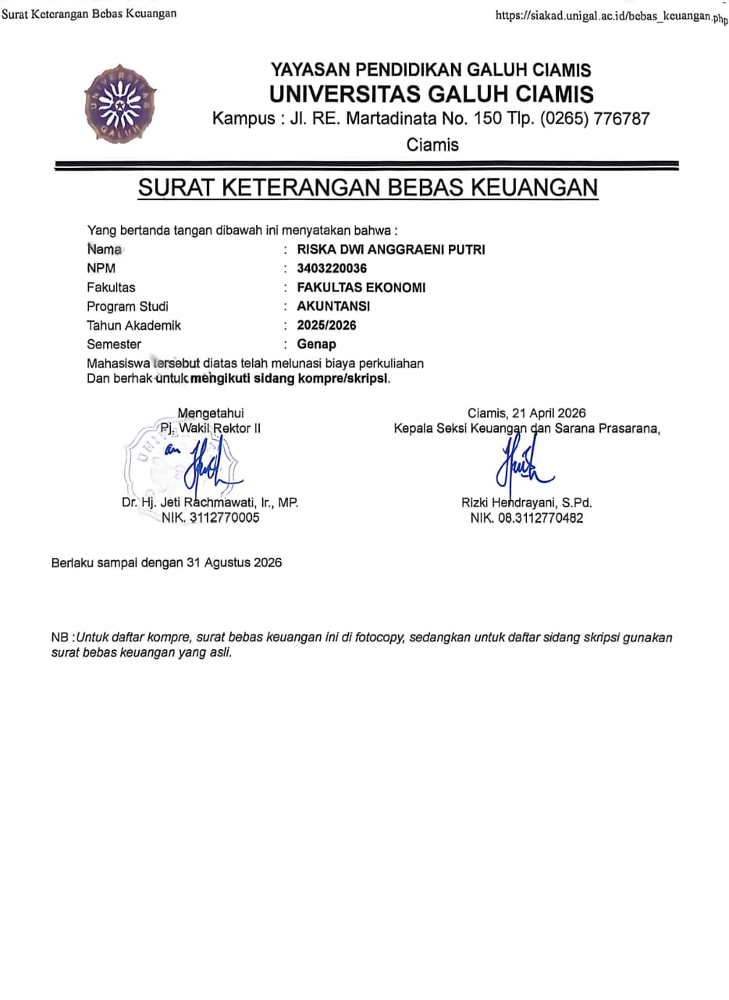 Surat Keterangan Bebas Keuangan
https://siakad.unigal.ac.id/bebas_keuangan.php
UNIVERSITAS
GALUH
YAYASAN PENDIDIKAN GALUH CIAMIS
UNIVERSITAS GALUH CIAMIS
Kampus : Jl. RE. Martadinata No. 150 Tlp. (0265) 776787
Ciamis
SURAT KETERANGAN BEBAS KEUANGAN
Yang bertanda tangan dibawah ini menyatakan bahwa :
Nama : RISKA DWI ANGGRAENI PUTRI
NPM : 3403220036
Fakultas : FAKULTAS EKONOMI
Program Studi : AKUNTANSI
Tahun Akademik : 2025/2026
Semester : Genap
Mahasiswa tersebut diatas telah melunasi biaya perkuliahan
Dan berhak untuk mengikuti sidang kompre/skripsi.
Mengetahui
Pj. Wakil Rektor II
an
Dr. Hj. Jeti Rachmawati, Ir., MP.
NIK. 3112770005
Ciamis, 21 April 2026
Kepala Seksi Keuangan dan Sarana Prasarana,
Rizki Hendrayani, S.Pd.
NIK. 08.3112770482
Berlaku sampai dengan 31 Agustus 2026
NB :Untuk daftar kompre, surat bebas keuangan ini di fotocopy, sedangkan untuk daftar sidang skripsi gunakan
surat bebas keuangan yang asli.